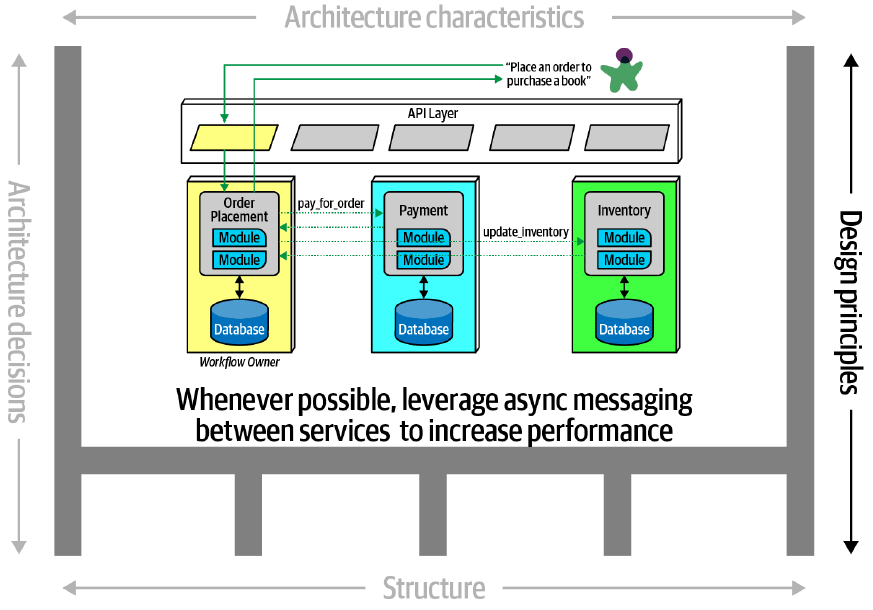 Architecture characteristics
"Place an order to
purchase a book"
API Layer
Order
Placement
Module
Module
Database
Workflow Owner
pay_for_order
Payment
Module
Module
Database
update_inventory
Inventory
Module
Module
Database
Architecture decisions
Design principles
Whenever possible, leverage async messaging
between services to increase performance
Structure